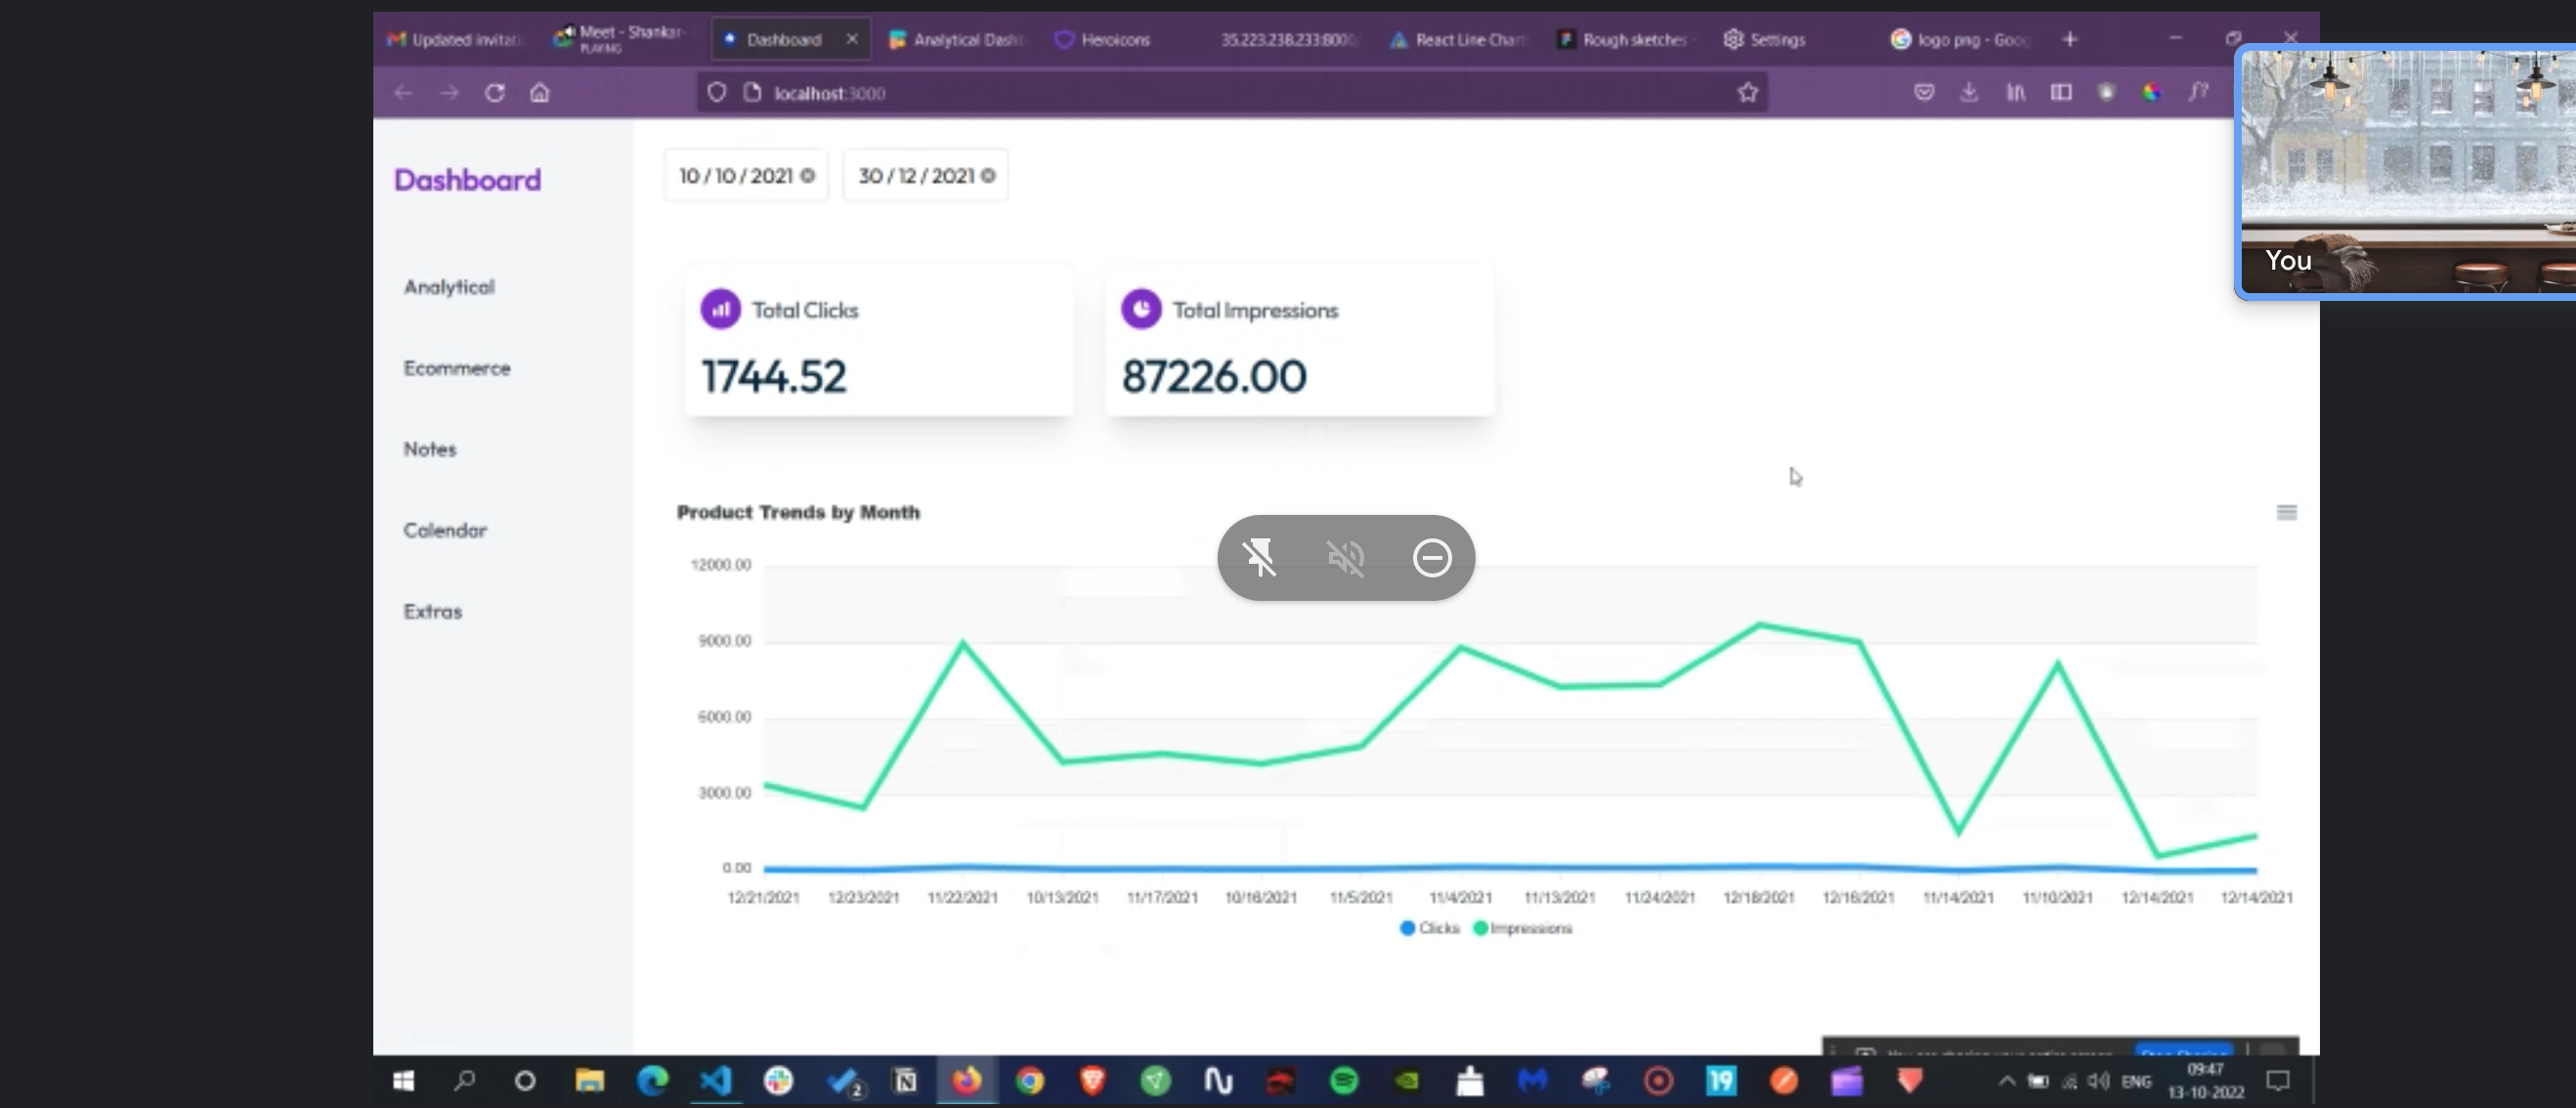 Updated invitati
Meet - Shankar-
PLAYING
Dashboard
Analytical Dasht
Heroicons
35.223.238.233:8000/
React Line Chart
Rough sketches -
Settings
logo png - Goog
localhost:3000
You
Dashboard
Analytical
Ecommerce
Notes
Calendar
Extras
10 / 10 / 2021
30 / 12 / 2021
Total Clicks
1744.52
Total Impressions
87226.00
Product Trends by Month
12000.00
9000.00
6000.00
3000.00
0.00
12/21/2021 12/23/2021 11/22/2021 10/13/2021 11/17/2021 10/16/2021 11/5/2021 11/4/2021 11/13/2021 11/24/2021 12/18/2021 12/16/2021 11/14/2021 11/10/2021 12/14/2021 12/14/2021
Clicks Impressions
2
19
ENG
09:47
13-10-2022